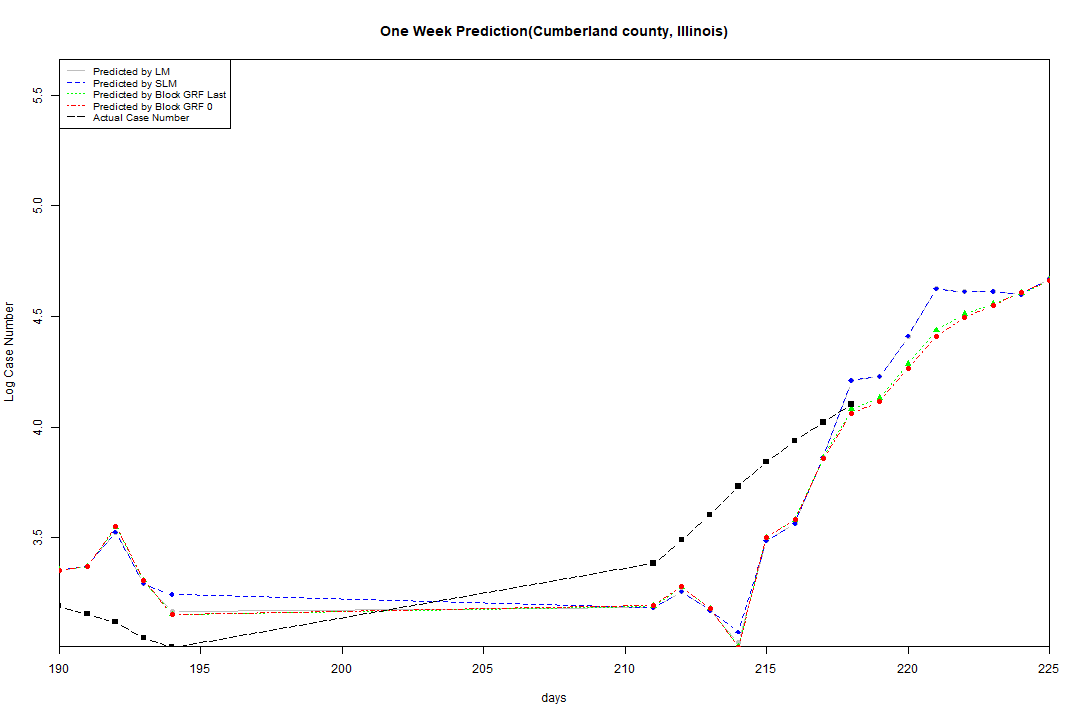 One Week Prediction(Cumberland county, Illinois)
Predicted by LM
Predicted by SLM
Predicted by Block GRF Last
Predicted by Block GRF 0
Actual Case Number
5.5
5.0
4.5
4.0
3.5
Log Case Number
190 195 200 205 210 215 220 225
days